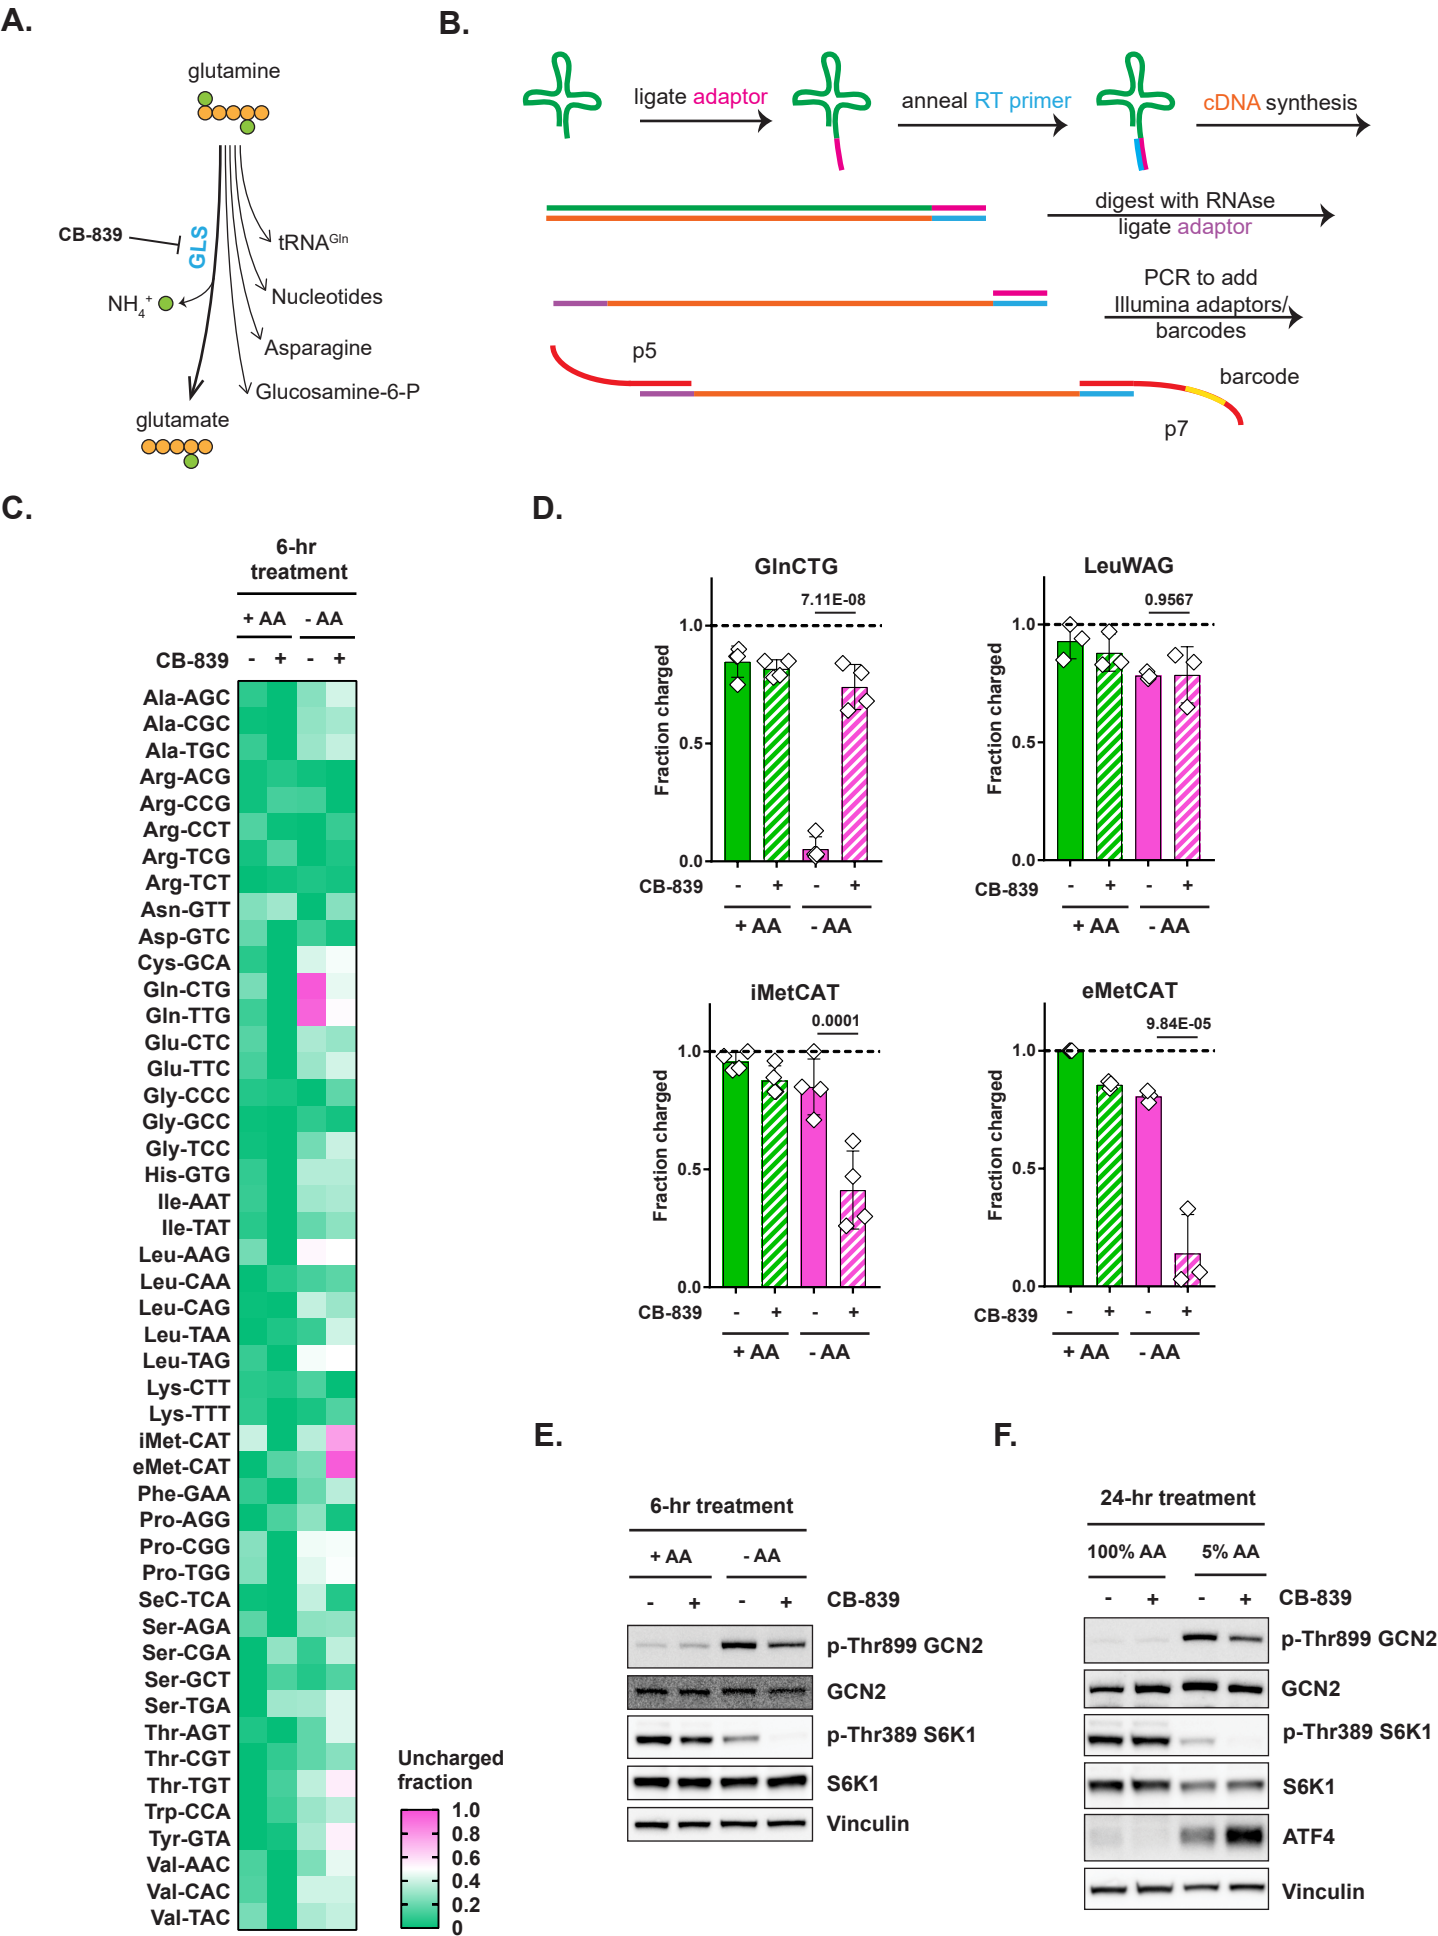 A.
glutamine
CB-839
GLS
tRNA^Gln
NH4+
Nucleotides
Asparagine
Glucosamine-6-P
glutamate
B.
ligate adaptor
anneal RT primer
cDNA synthesis
digest with RNAse
ligate adaptor
PCR to add
Illumina adaptors/
barcodes
p5
barcode
p7
C.
6-hr
treatment
+ AA - AA
CB-839 - + - +
Ala-AGC
Ala-CGC
Ala-TGC
Arg-ACG
Arg-CCG
Arg-CCT
Arg-TCG
Arg-TCT
Asn-GTT
Asp-GTC
Cys-GCA
Gln-CTG
Gln-TTG
Glu-CTC
Glu-TTC
Gly-CCC
Gly-GCC
Gly-TCC
His-GTG
Ile-AAT
Ile-TAT
Leu-AAG
Leu-CAA
Leu-CAG
Leu-TAA
Leu-TAG
Lys-CTT
Lys-TTT
iMet-CAT
eMet-CAT
Phe-GAA
Pro-AGG
Pro-CGG
Pro-TGG
SeC-TCA
Ser-AGA
Ser-CGA
Ser-GCT
Ser-TGA
Thr-AGT
Thr-CGT
Thr-TGT
Trp-CCA
Tyr-GTA
Val-AAC
Val-CAC
Val-TAC
Uncharged
fraction
1.0
0.8
0.6
0.4
0.2
0
D.
GlnCTG
7.11E-08
Fraction charged
1.0
0.5
0.0
CB-839 - + - +
+ AA - AA
LeuWAG
0.9567
Fraction charged
1.0
0.5
0.0
CB-839 - + - +
+ AA - AA
iMetCAT
0.0001
Fraction charged
1.0
0.5
0.0
CB-839 - + - +
+ AA - AA
eMetCAT
9.84E-05
Fraction charged
1.0
0.5
0.0
CB-839 - + - +
+ AA - AA
E.
6-hr treatment
+ AA - AA
- + - + CB-839
p-Thr899 GCN2
GCN2
p-Thr389 S6K1
S6K1
Vinculin
F.
24-hr treatment
100% AA 5% AA
- + - + CB-839
p-Thr899 GCN2
GCN2
p-Thr389 S6K1
S6K1
ATF4
Vinculin